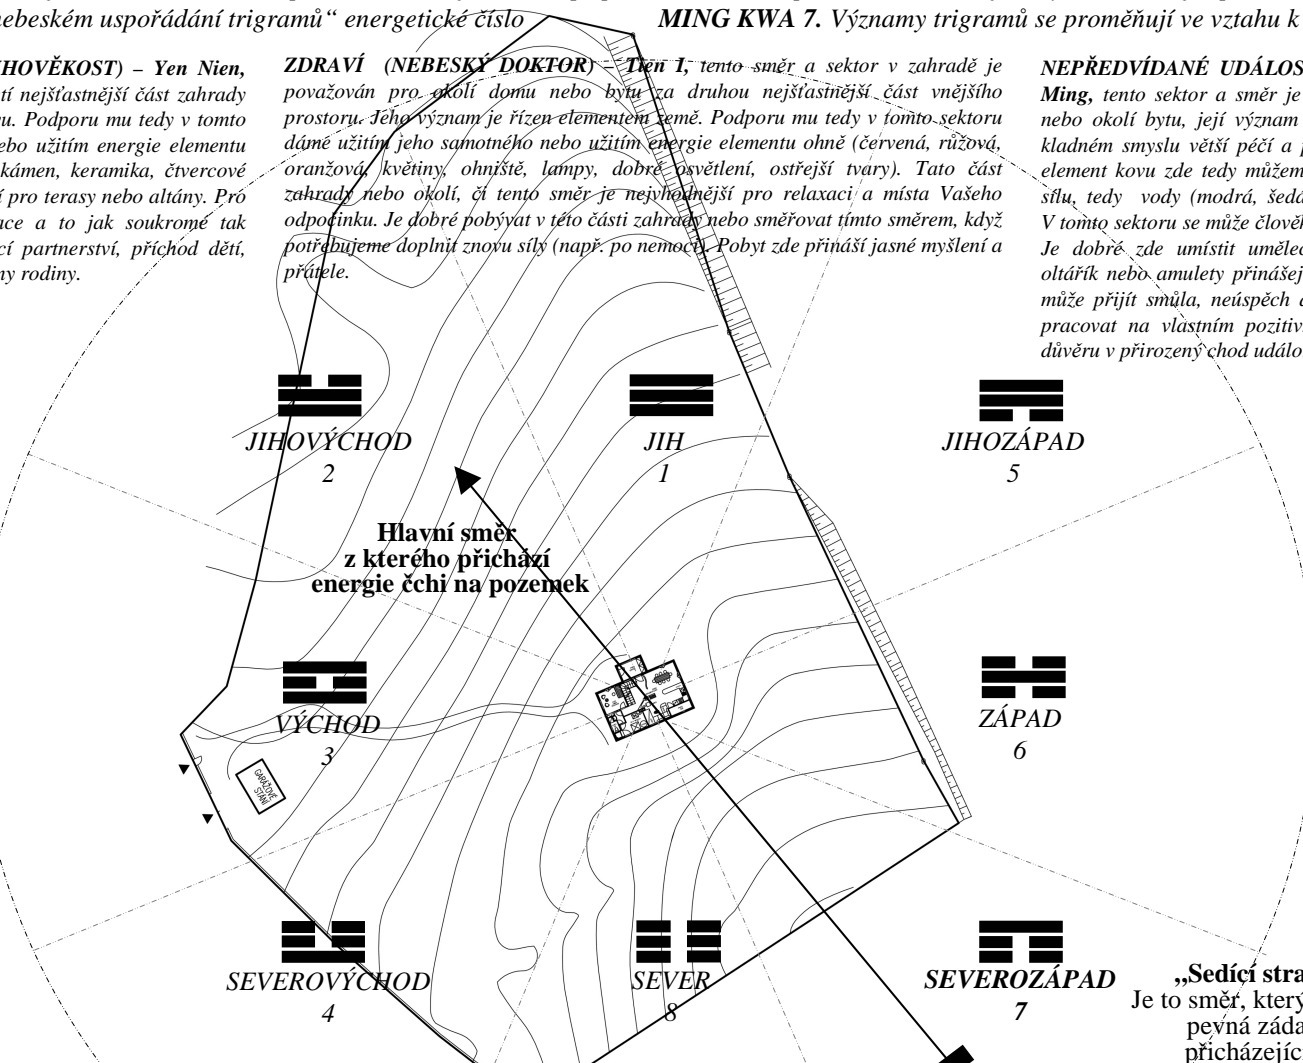 nebeském uspořádání trigramů“ energetické číslo
MING KWA 7. Významy trigramů se proměňují ve vztahu k
HOVĚKOST) – Yen Nien,
tí nejšťastnější část zahrady
u. Podporu mu tedy v tomto
ebo užitím energie elementu
kámen, keramika, čtvercové
í pro terasy nebo altány. Pro
ace a to jak soukromé tak
cí partnerství, příchod dětí,
ny rodiny.
ZDRAVÍ (NEBESKÝ DOKTOR) – Tien I, tento směr a sektor v zahradě je
považován pro okolí domu nebo bytu za druhou nejšťastnější část vnějšího
prostoru. Jeho význam je řízen elementem země. Podporu mu tedy v tomto sektoru
dáme užitím jeho samotného nebo užitím energie elementu ohně (červená, růžová,
oranžová, květiny, ohniště, lampy, dobré osvětlení, ostřejší tvary). Tato část
zahrady nebo okolí, či tento směr je nejvhodnější pro relaxaci a místa Vašeho
odpočinku. Je dobré pobývat v této části zahrady nebo směřovat tímto směrem, když
potřebujeme doplnit znovu síly (např. po nemoci). Pobyt zde přináší jasné myšlení a
přátele.
NEPŘEDVÍDANÉ UDÁLOS
Ming, tento sektor a směr je
nebo okolí bytu, její význam
kladném smyslu větší péčí a p
element kovu zde tedy můžem
sílu, tedy vody (modrá, šedá
V tomto sektoru se může člově
Je dobré zde umístit umělec
oltářík nebo amulety přinášej
může přijít smůla, neúspěch a
pracovat na vlastním pozitiv
důvěru v přirozený chod událo
JIHOVÝCHOD
2
JIH
1
JIHOZÁPAD
5
Hlavní směr
z kterého přichází
energie čchi na pozemek
VÝCHOD
3
ZÁPAD
6
GARÁŽOVÉ
STÁNÍ
SEVEROVÝCHOD
4
SEVER
8
SEVEROZÁPAD
7
„Sedící stra
Je to směr, který
pevná záda
přicházejíc